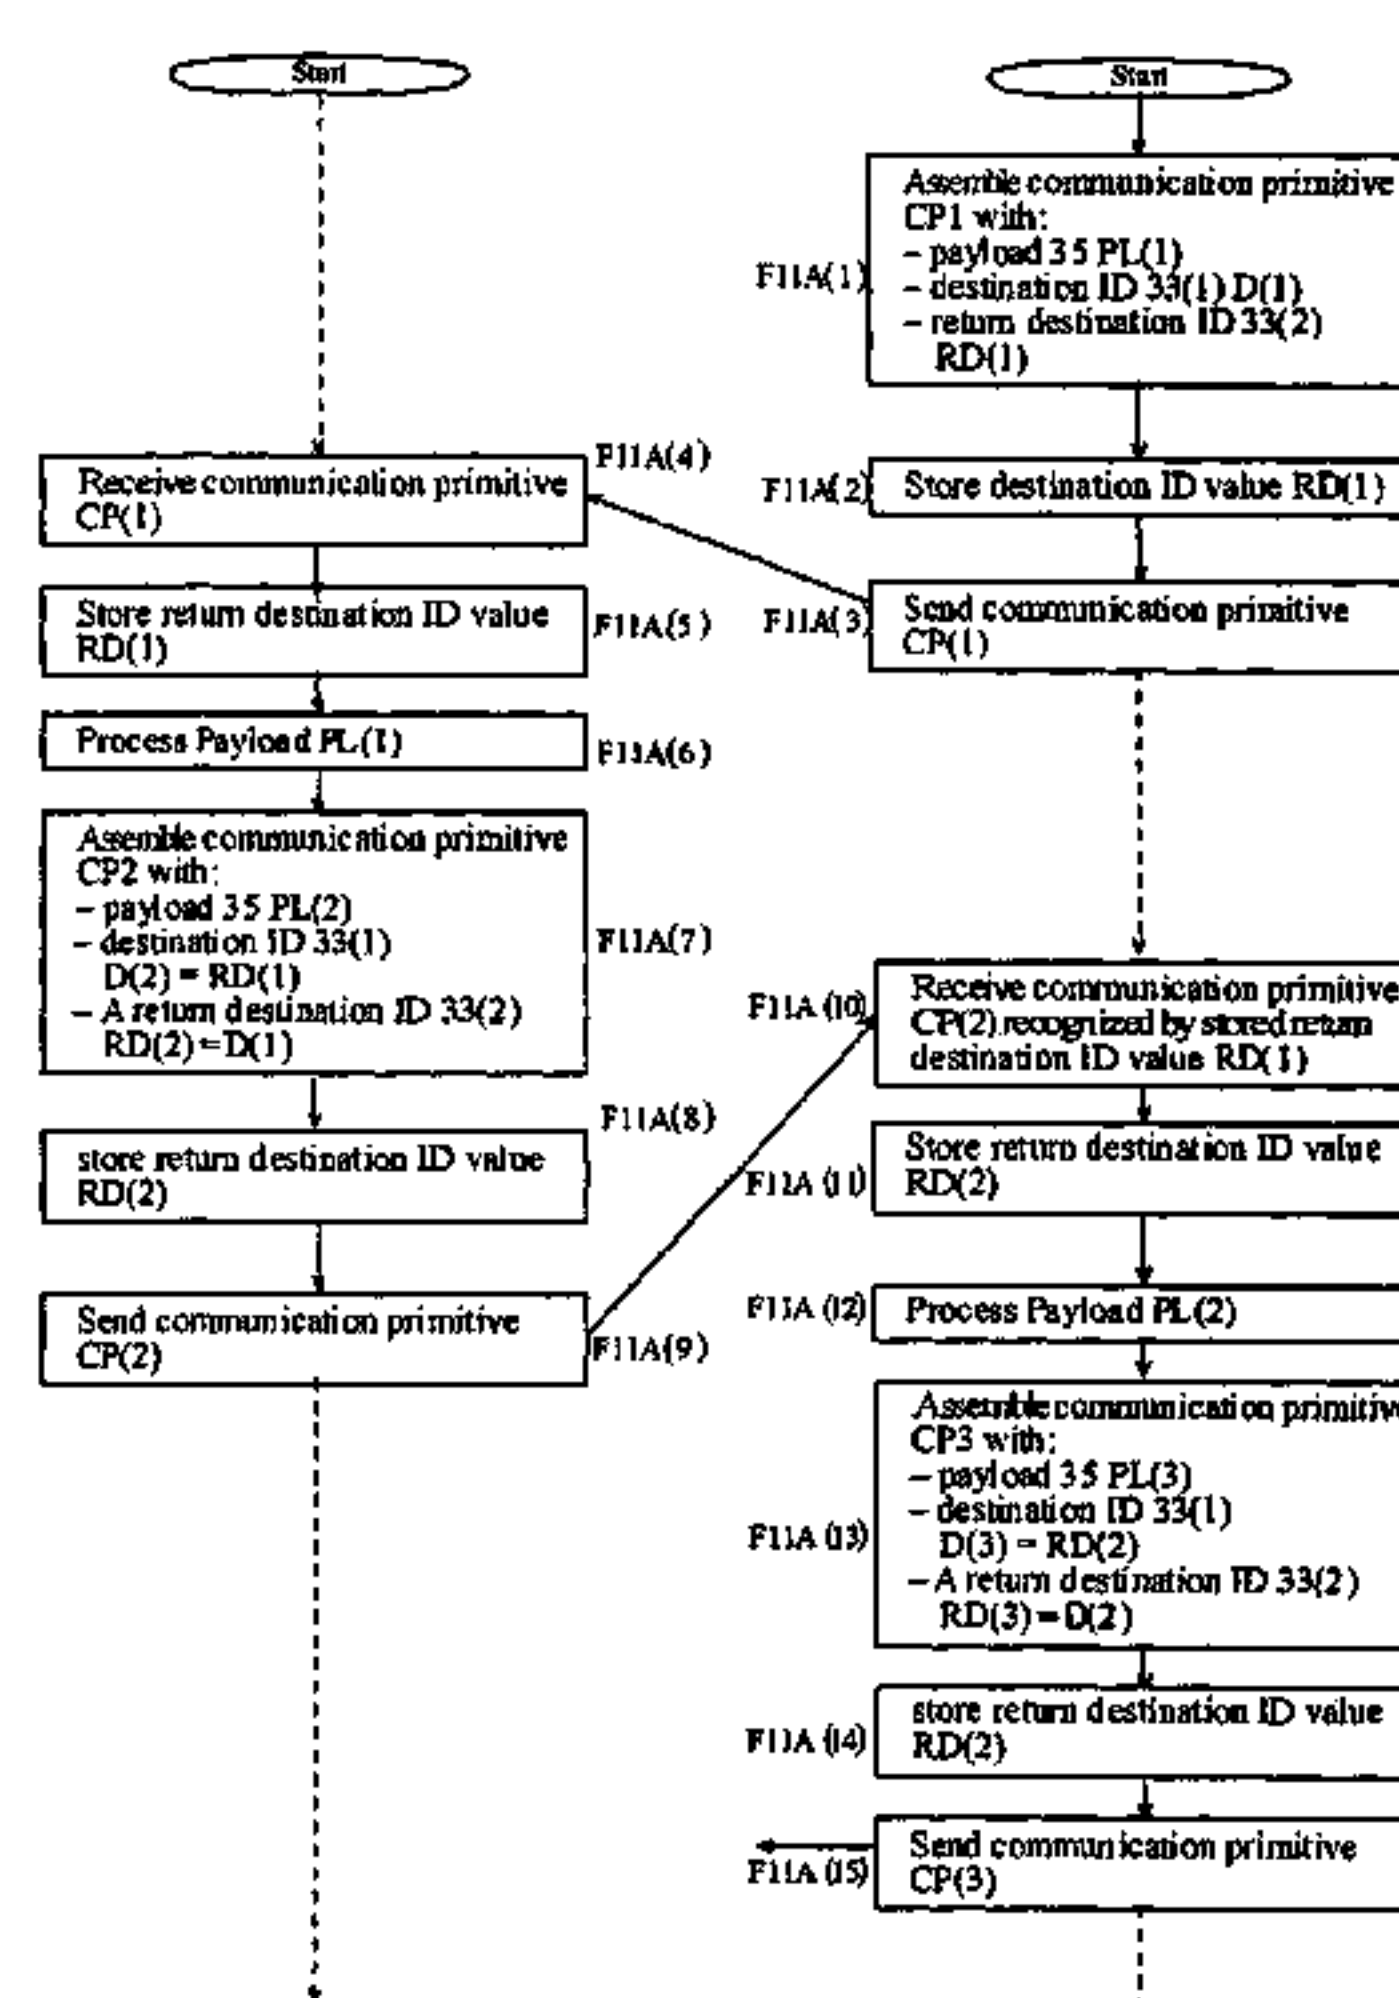 Start
Receive communication primitive
CP(1)
F11A(4)
Store return destination ID value
RD(1)
F11A(5)
Process Payload PL(1)
F11A(6)
Assemble communication primitive
CP2 with:
– payload 35 PL(2)
– destination ID 33(1)
D(2) = RD(1)
– A return destination ID 33(2)
RD(2) = D(1)
F11A(7)
store return destination ID value
RD(2)
F11A(8)
Send communication primitive
CP(2)
F11A(9)
Start
Assemble communication primitive
CP1 with:
– payload 35 PL(1)
– destination ID 33(1) D(1)
– return destination ID 33(2)
RD(1)
F11A(1)
Store destination ID value RD(1)
F11A(2)
Send communication primitive
CP(1)
F11A(3)
Receive communication primitive
CP(2) recognized by stored return
destination ID value RD(1)
F11A (10)
Store return destination ID value
RD(2)
F12A (11)
Process Payload PL(2)
F11A (12)
Assemble communication primitive
CP3 with:
– payload 35 PL(3)
– destination ID 33(1)
D(3) = RD(2)
– A return destination ID 33(2)
RD(3) = D(2)
F11A (13)
store return destination ID value
RD(2)
F11A (14)
Send communication primitive
CP(3)
F11A (15)